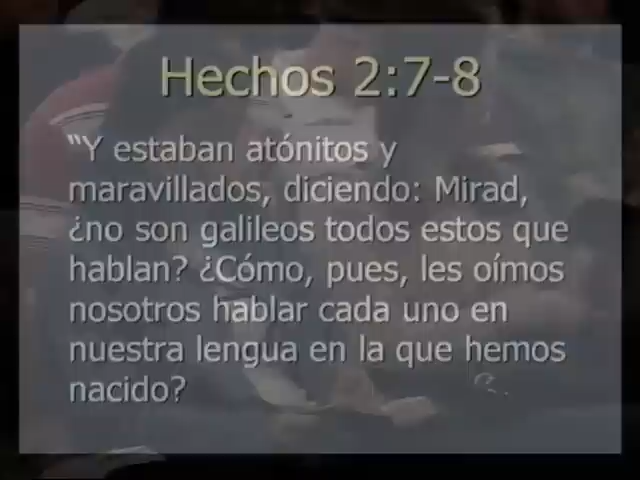 Hechos 2:7-8
"Y estaban atónitos y
maravillados, diciendo: Mirad,
¿no son galileos todos estos que
hablan? ¿Cómo, pues, les oímos
nosotros hablar cada uno en
nuestra lengua en la que hemos
nacido?